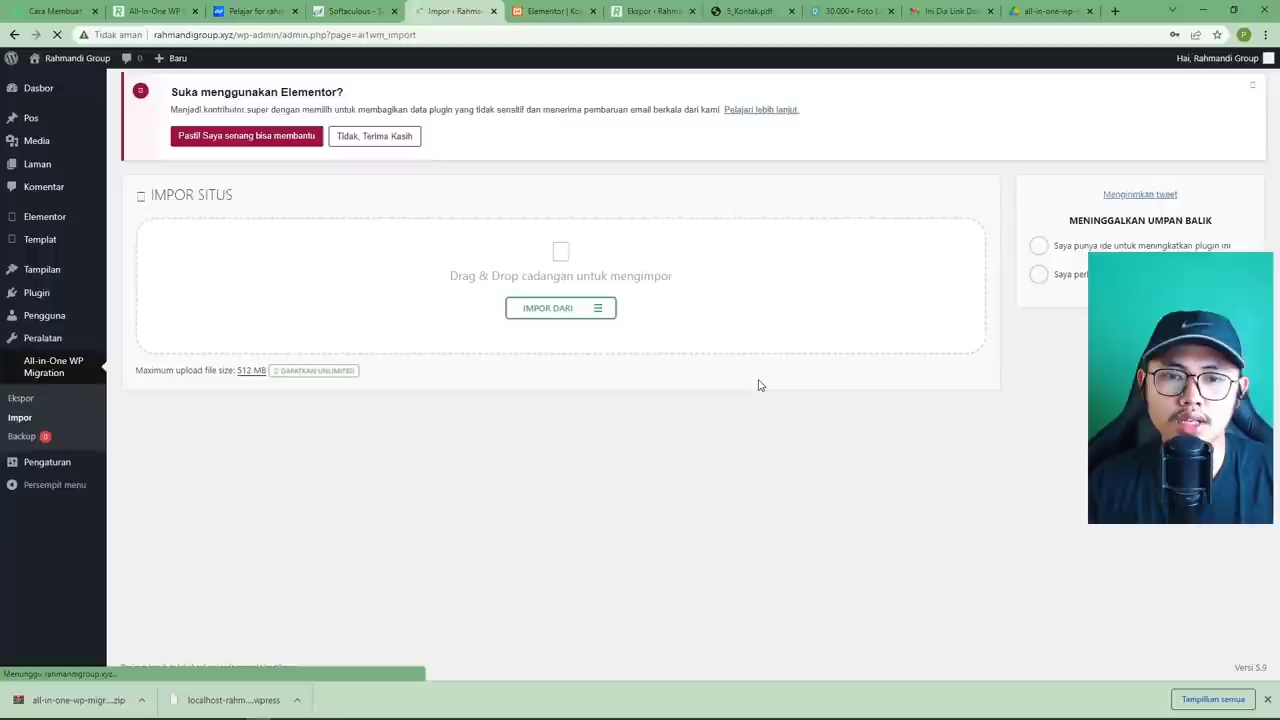 Cara Membuat
All-In-One WP
Pelajar for ra
Softaculous - S
Impor ‹ Rahma
Elementor | Ko
Ekspor ‹ Rahm
5_Kontak.pdf
30.000+ Foto
Ini Dia Link Do
all-in-one-wp-
Tidak aman | rahmandigroup.xyz/wp-admin/admin.php?page=ai1wm_import
Rahmandi Group
0
Baru
Hai, Rahmandi Group
Dasbor
Pos
Media
Laman
Komentar
Elementor
Templat
Tampilan
Plugin
Pengguna
Peralatan
All-in-One WP
Migration
Ekspor
Impor
Backup 0
Pengaturan
Persempit menu
Suka menggunakan Elementor?
Menjadi kontributor super dengan memilih untuk membagikan data plugin yang tidak sensitif dan menerima pembaruan email berkala dari kami. Pelajari lebih lanjut.
Pasti! Saya senang bisa membantu
Tidak, Terima Kasih
IMPOR SITUS
Drag & Drop cadangan untuk mengimpor
IMPOR DARI
Maximum upload file size: 512 MB
DAPATKAN UNLIMITED
Mengirimkan tweet
MENINGGALKAN UMPAN BALIK
Saya punya ide untuk meningkatkan plugin ini
Saya
Versi 5.9
Menunggu rahmandigroup.xyz...
all-in-one-wp-migr....zip
localhost-rahm....wpress
Tampilkan semua